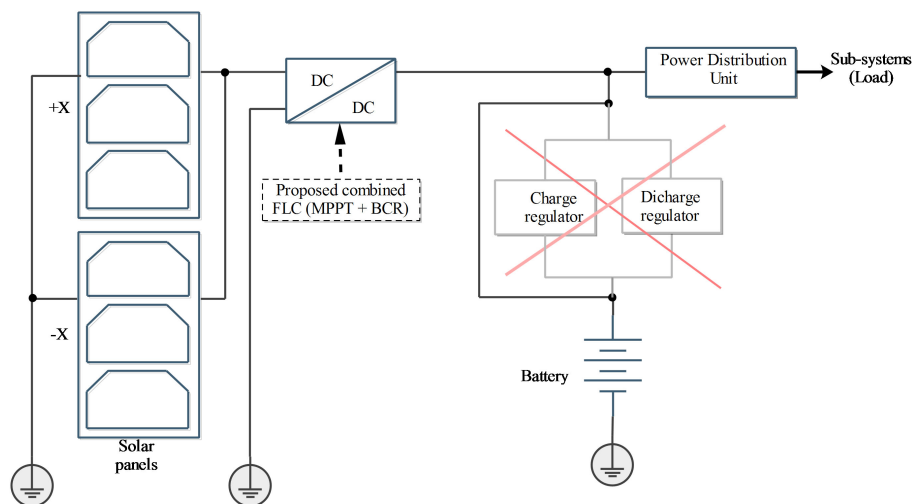 +X
-X
Solar
panels
DC
DC
Proposed combined
FLC (MPPT + BCR)
Power Distribution
Unit
Sub-systems
(Load)
Charge
regulator
Dicharge
regulator
Battery